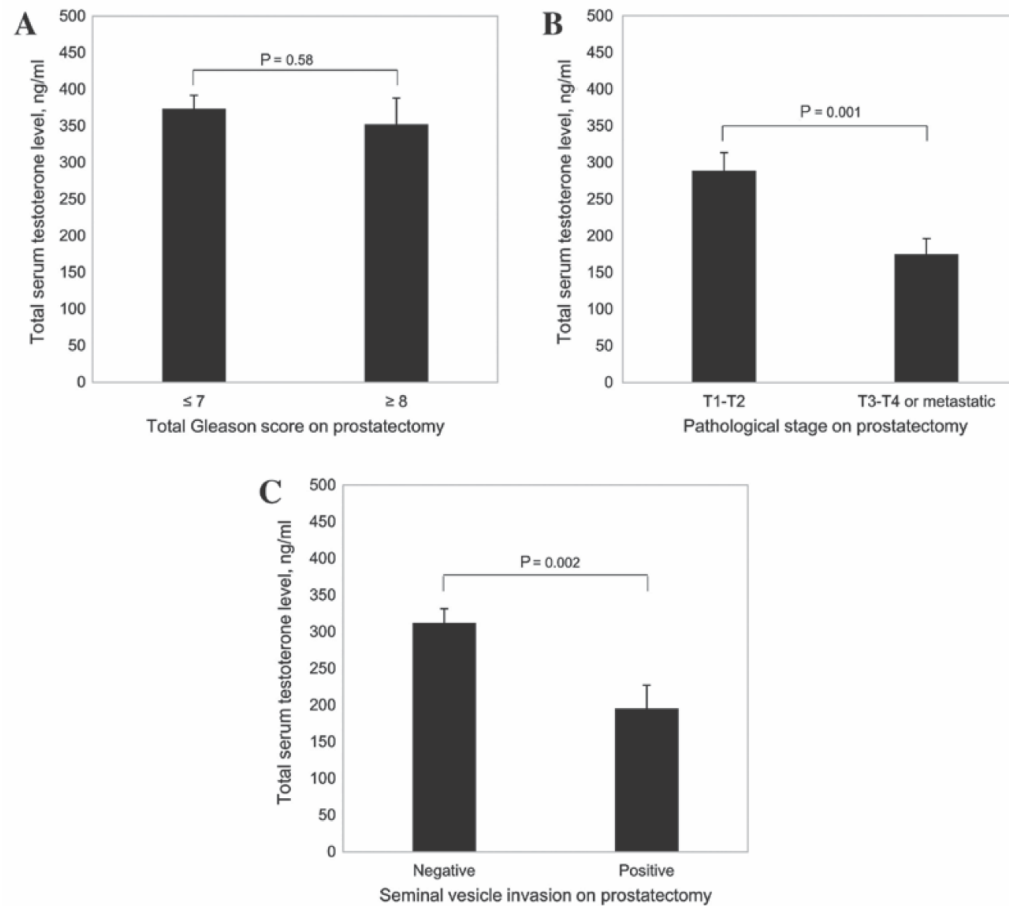 A
Total serum testoterone level, ng/ml
500
450
400
350
300
250
200
150
100
50
0
P = 0.58
≤ 7
≥ 8
Total Gleason score on prostatectomy
B
Total serum testoterone level, ng/ml
500
450
400
350
300
250
200
150
100
50
0
P = 0.001
T1-T2
T3-T4 or metastatic
Pathological stage on prostatectomy
C
Total serum testoterone level, ng/ml
500
450
400
350
300
250
200
150
100
50
0
P = 0.002
Negative
Positive
Seminal vesicle invasion on prostatectomy